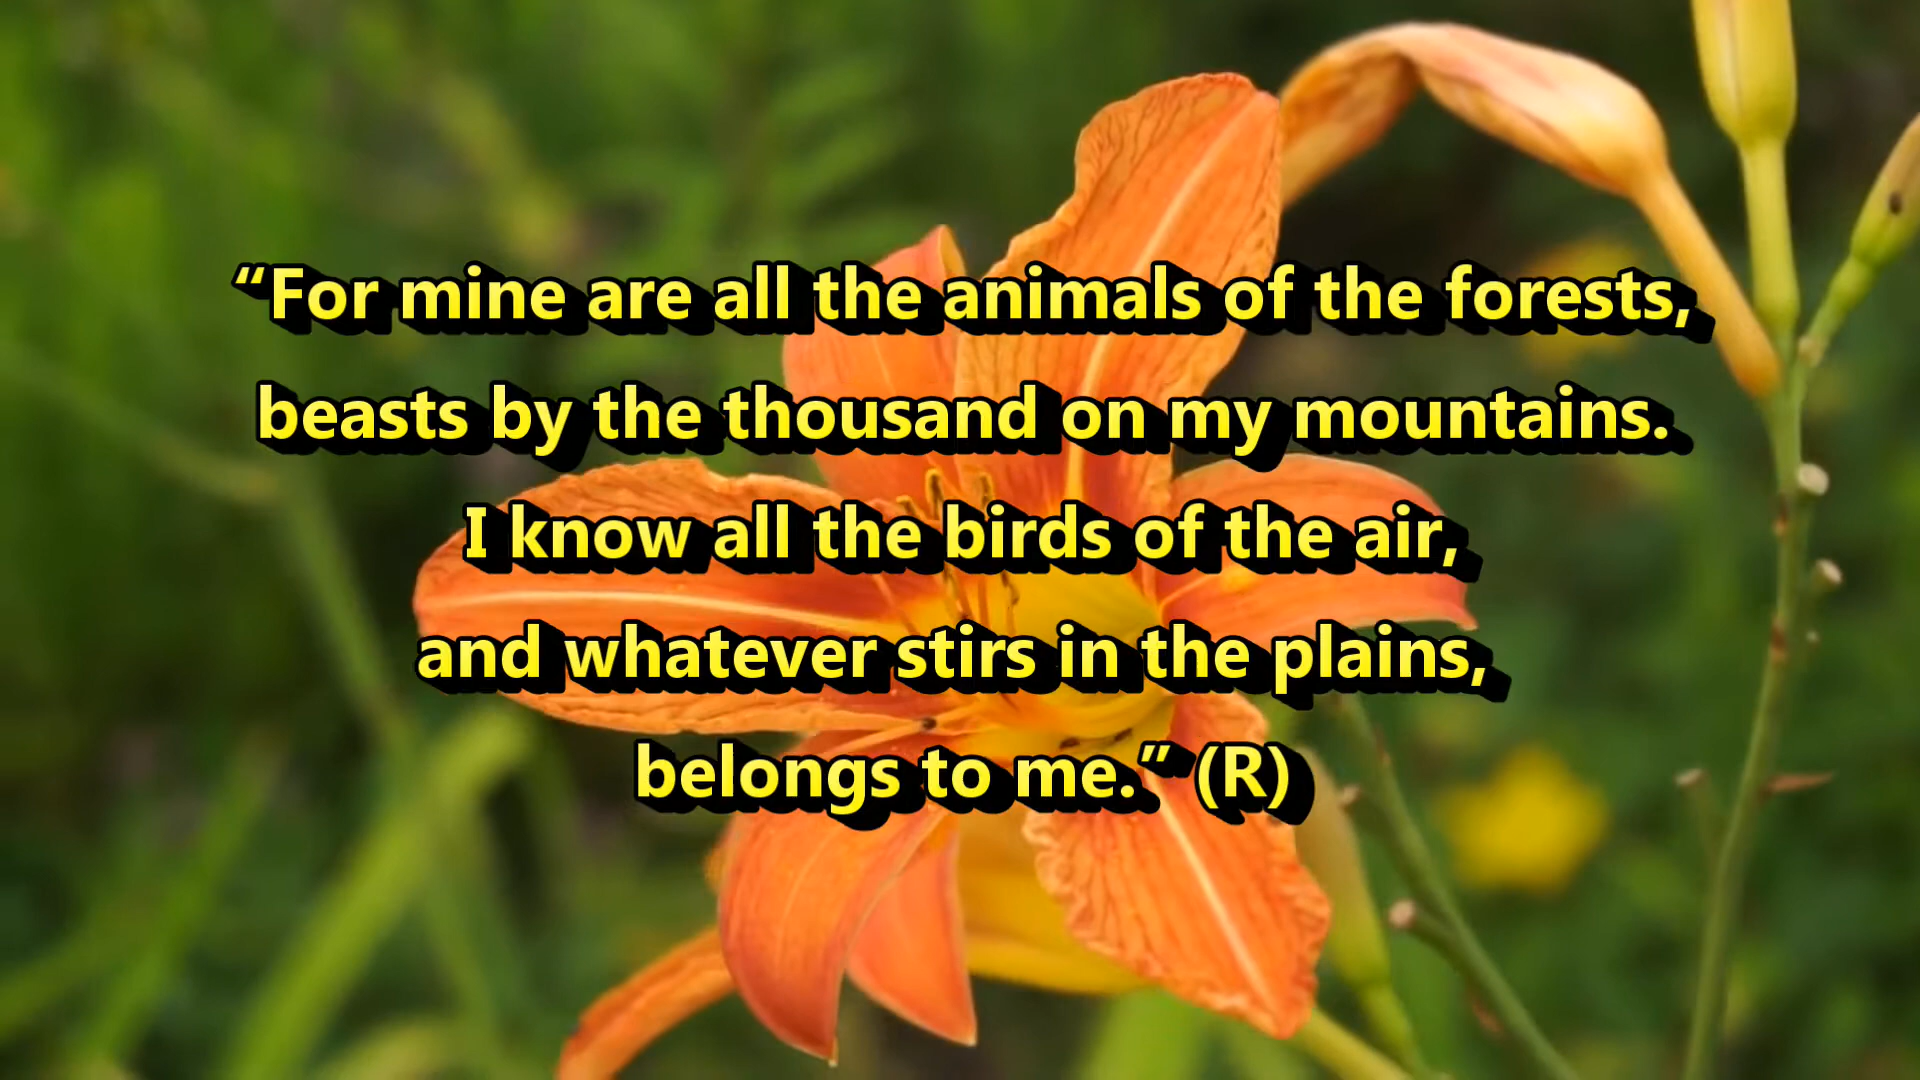 “For mine are all the animals of the forests,
beasts by the thousand on my mountains.
I know all the birds of the air,
and whatever stirs in the plains,
belongs to me.” (R)